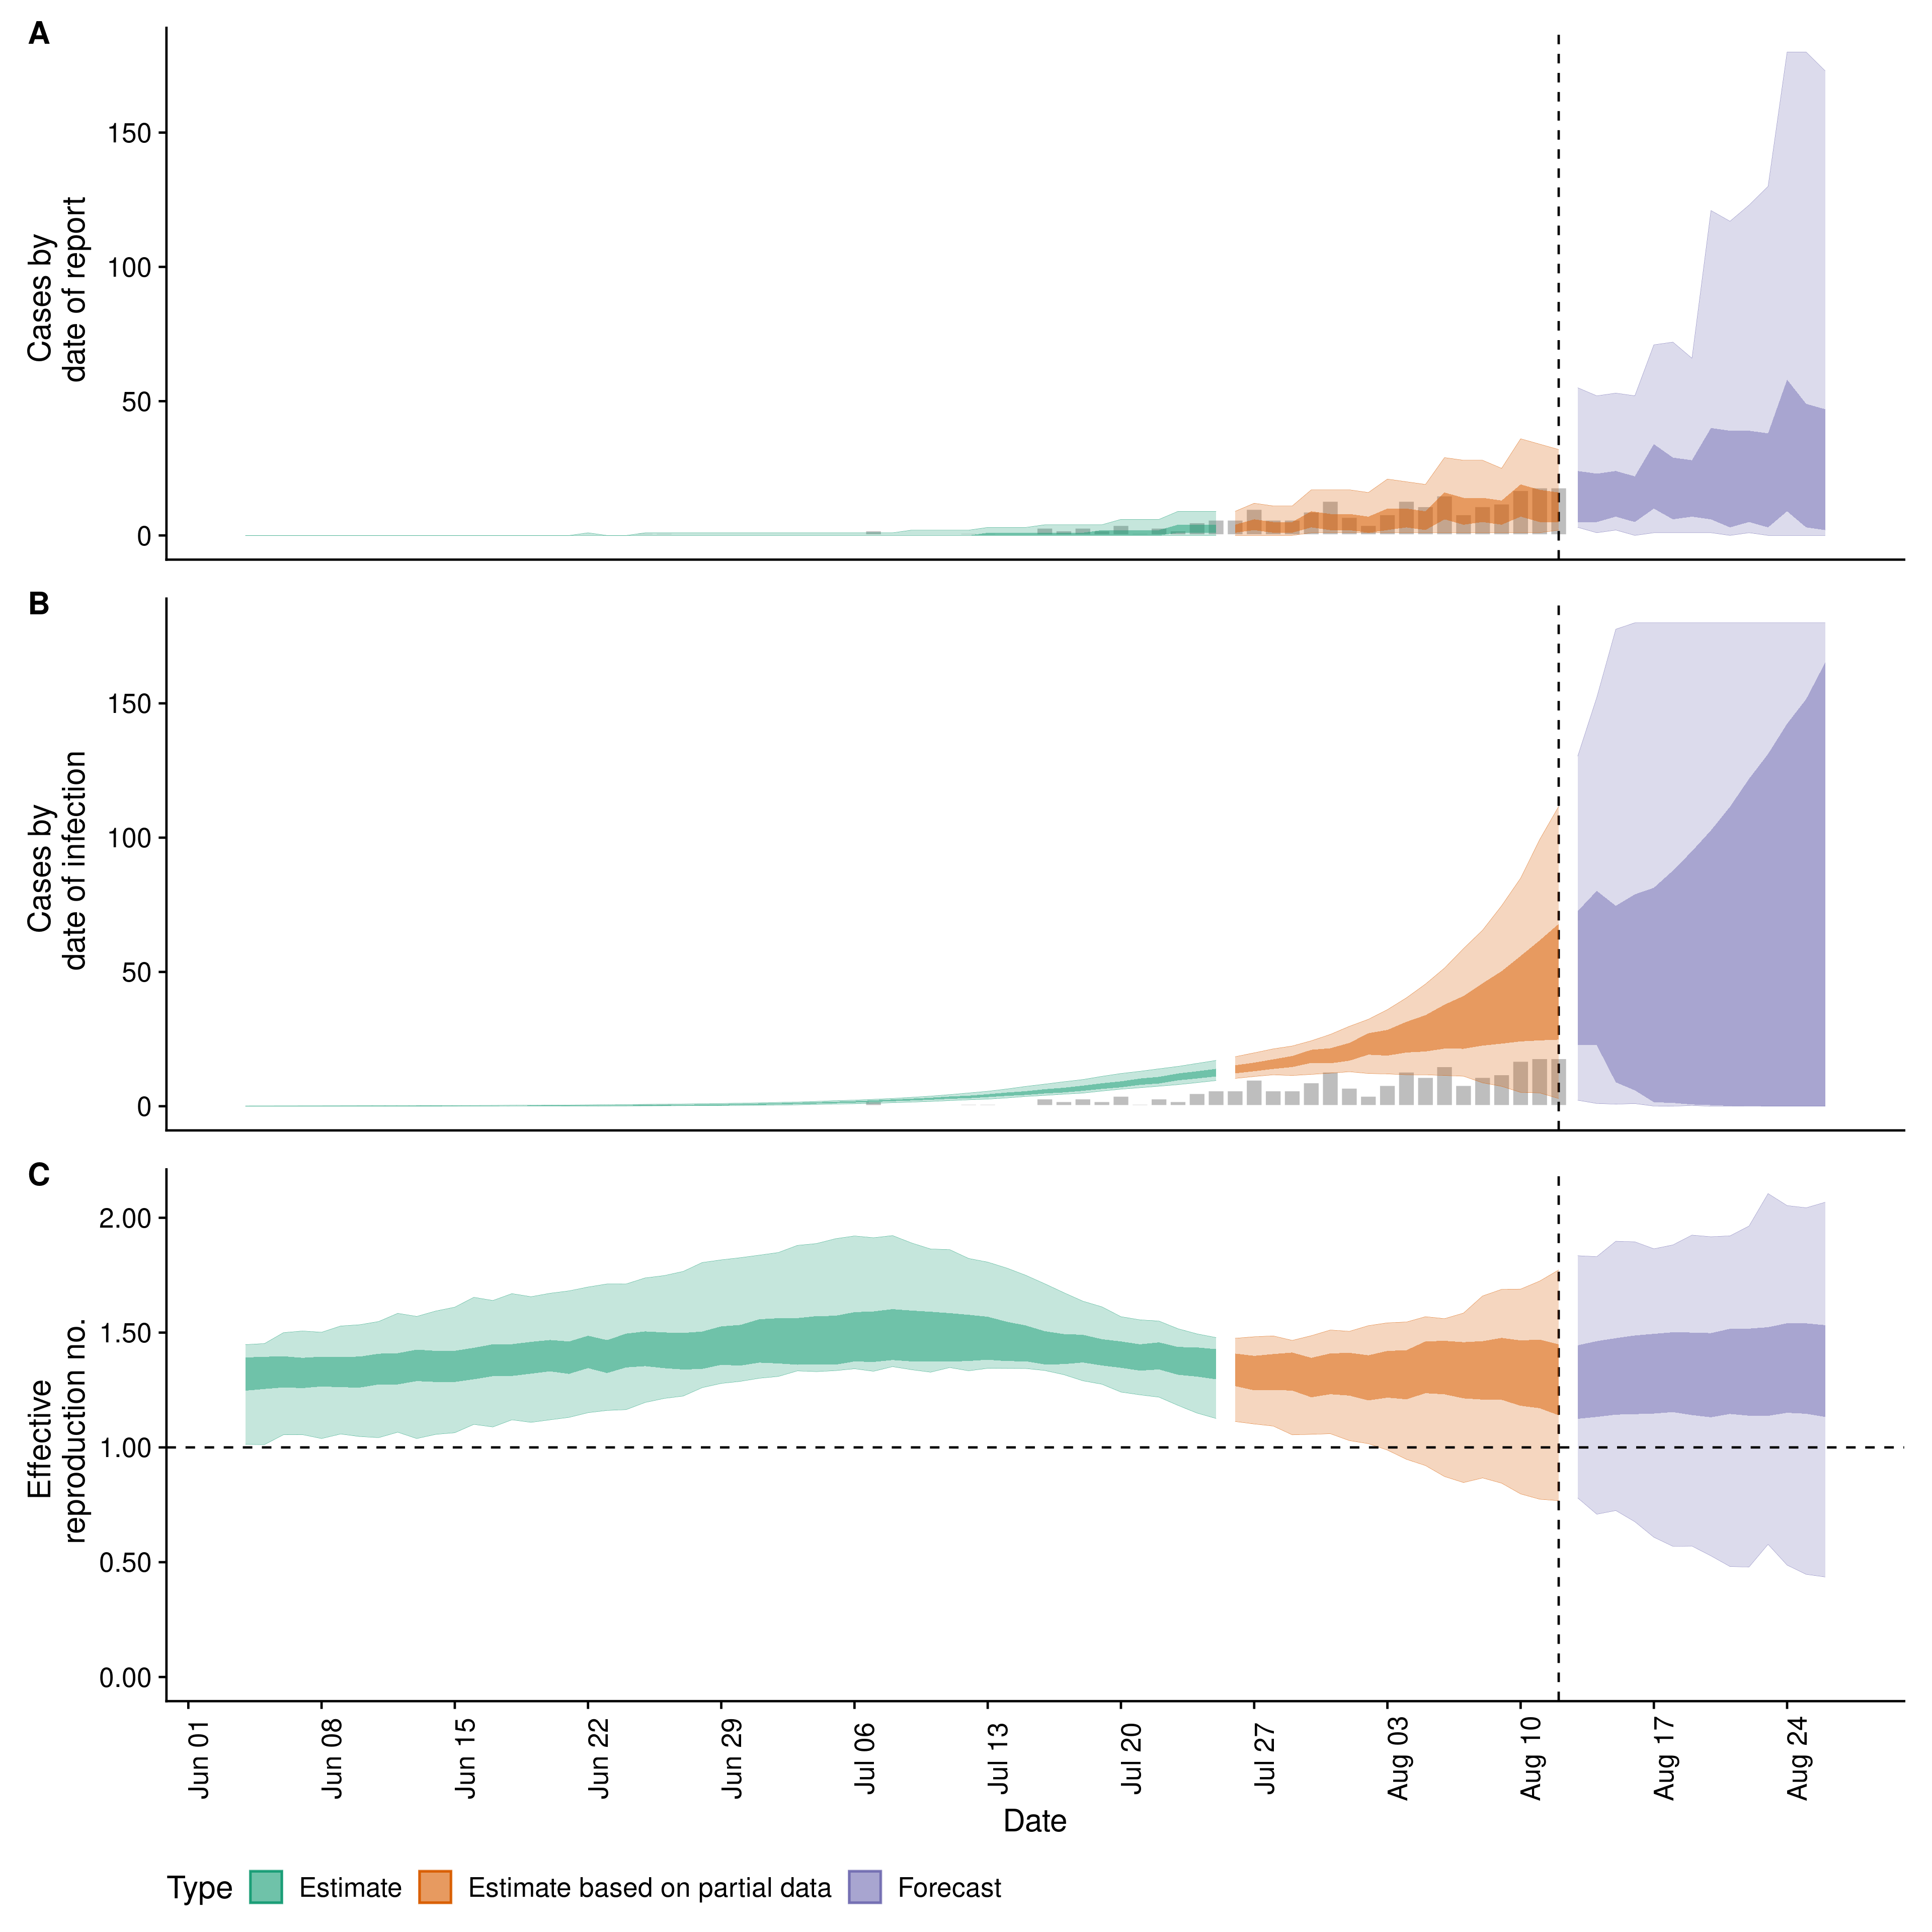 A
Cases by
date of report
150
100
50
0
B
Cases by
date of infection
150
100
50
0
C
Effective
reproduction no.
2.00
1.50
1.00
0.50
0.00
Jun 01
Jun 08
Jun 15
Jun 22
Jun 29
Jul 06
Jul 13
Jul 20
Jul 27
Aug 03
Aug 10
Aug 17
Aug 24
Date
Type Estimate Estimate based on partial data Forecast